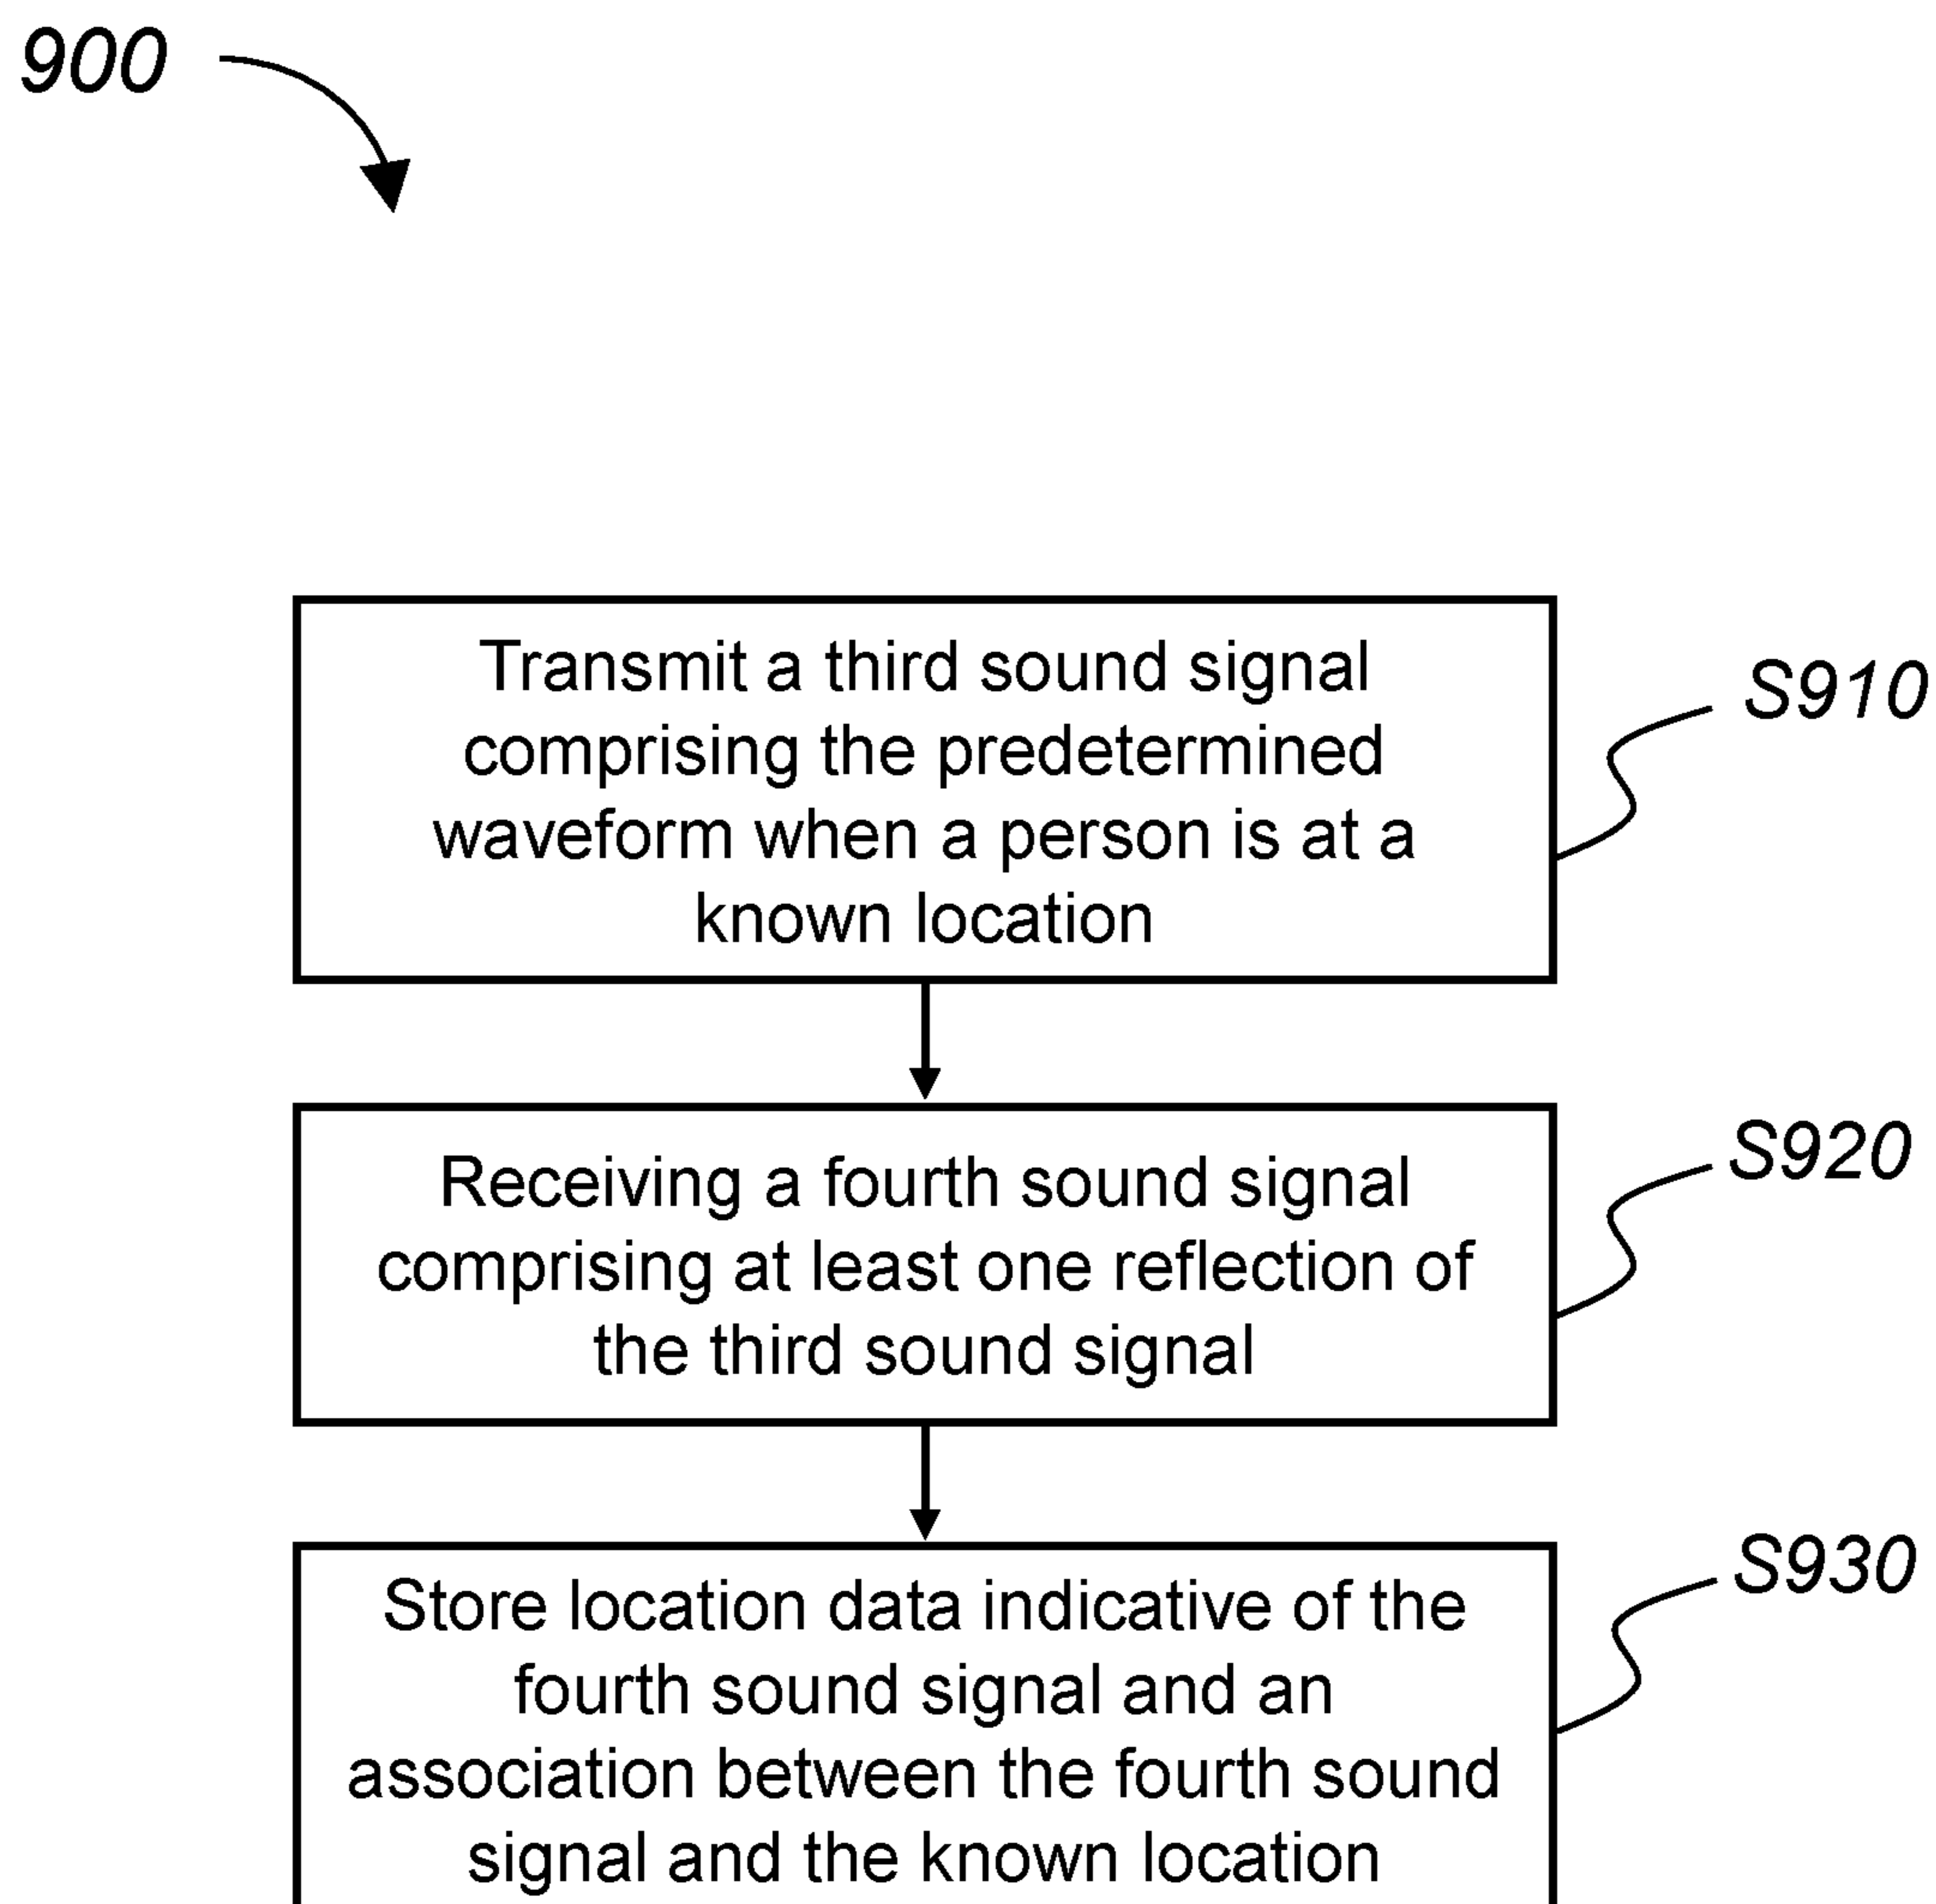 900
Transmit a third sound signal
comprising the predetermined
waveform when a person is at a
known location
S910
Receiving a fourth sound signal
comprising at least one reflection of
the third sound signal
S920
Store location data indicative of the
fourth sound signal and an
association between the fourth sound
signal and the known location
S930